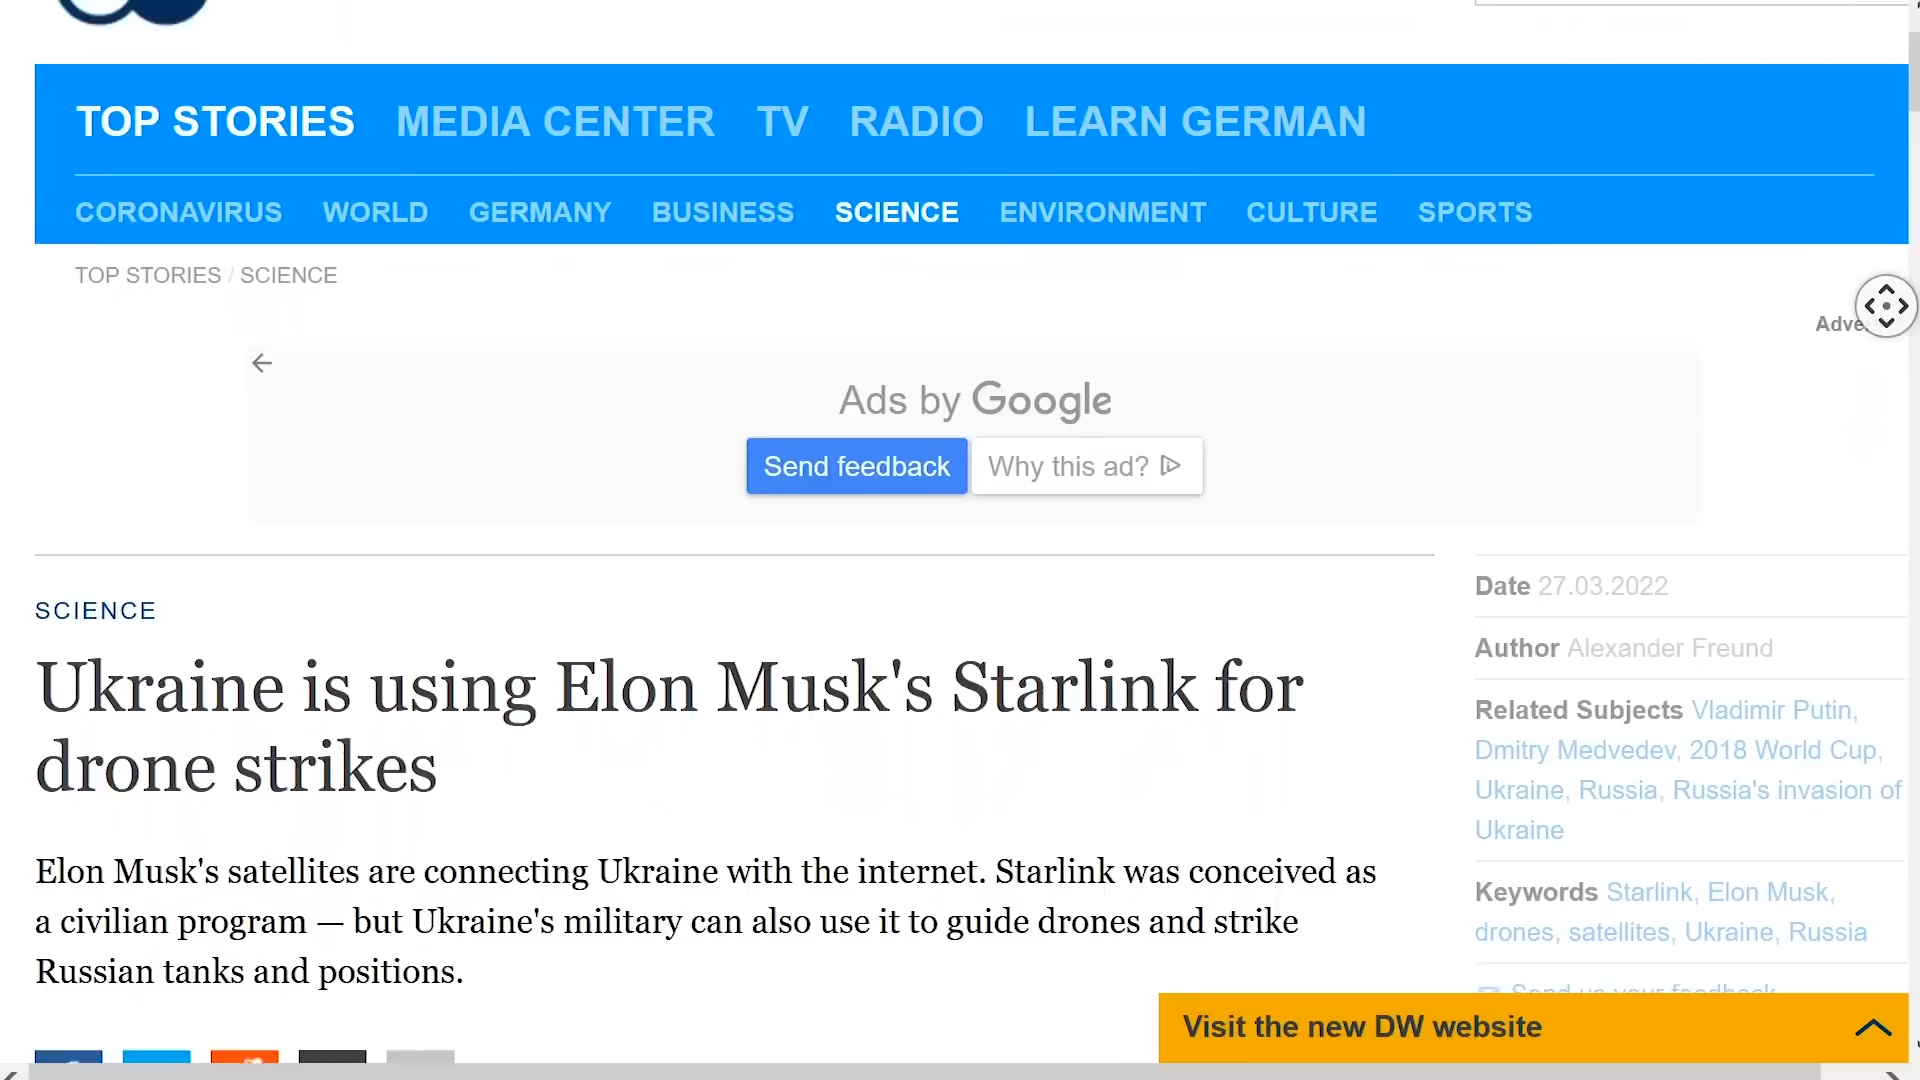 TOP STORIES MEDIA CENTER TV RADIO LEARN GERMAN
CORONAVIRUS WORLD GERMANY BUSINESS SCIENCE ENVIRONMENT CULTURE SPORTS
TOP STORIES / SCIENCE
Ads by Google
Send feedback Why this ad?
SCIENCE
Ukraine is using Elon Musk's Starlink for
drone strikes
Elon Musk's satellites are connecting Ukraine with the internet. Starlink was conceived as
a civilian program — but Ukraine's military can also use it to guide drones and strike
Russian tanks and positions.
Date 27.03.2022
Author Alexander Freund
Related Subjects Vladimir Putin,
Dmitry Medvedev, 2018 World Cup,
Ukraine, Russia, Russia's invasion of
Ukraine
Keywords Starlink, Elon Musk,
drones, satellites, Ukraine, Russia
Send us your feedback
Visit the new DW website